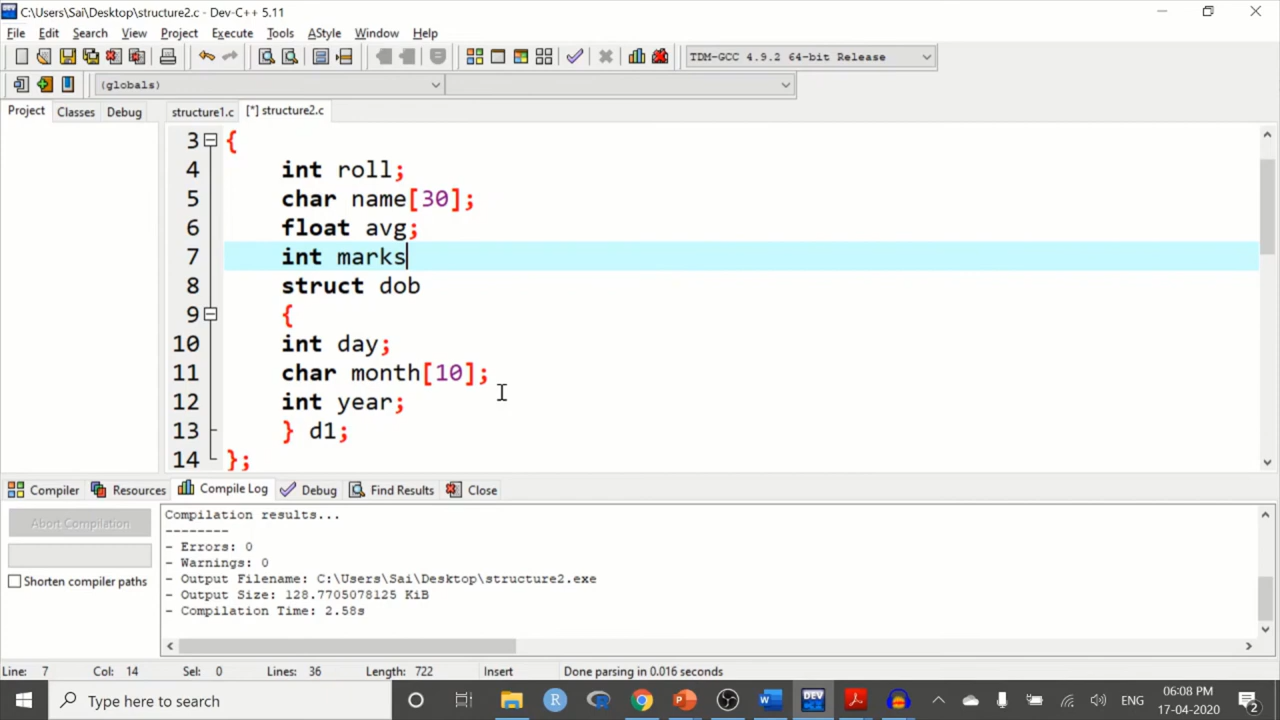 C:\Users\Sai\Desktop\structure2.c - Dev-C++ 5.11
File Edit Search View Project Execute Tools AStyle Window Help
TDM-GCC 4.9.2 64-bit Release
(globals)
Project Classes Debug structure1.c [*] structure2.c
3 {
4 int roll;
5 char name[30];
6 float avg;
7 int marks
8 struct dob
9 {
10 int day;
11 char month[10];
12 int year;
13 } d1;
14 };
Compiler Resources Compile Log Debug Find Results Close
Abort Compilation
Shorten compiler paths
Compilation results...
--------
- Errors: 0
- Warnings: 0
- Output Filename: C:\Users\Sai\Desktop\structure2.exe
- Output Size: 128.7705078125 KiB
- Compilation Time: 2.58s
Line: 7 Col: 14 Sel: 0 Lines: 36 Length: 722 Insert Done parsing in 0.016 seconds
Type here to search
R
W
DEV
ENG
06:08 PM
17-04-2020
2